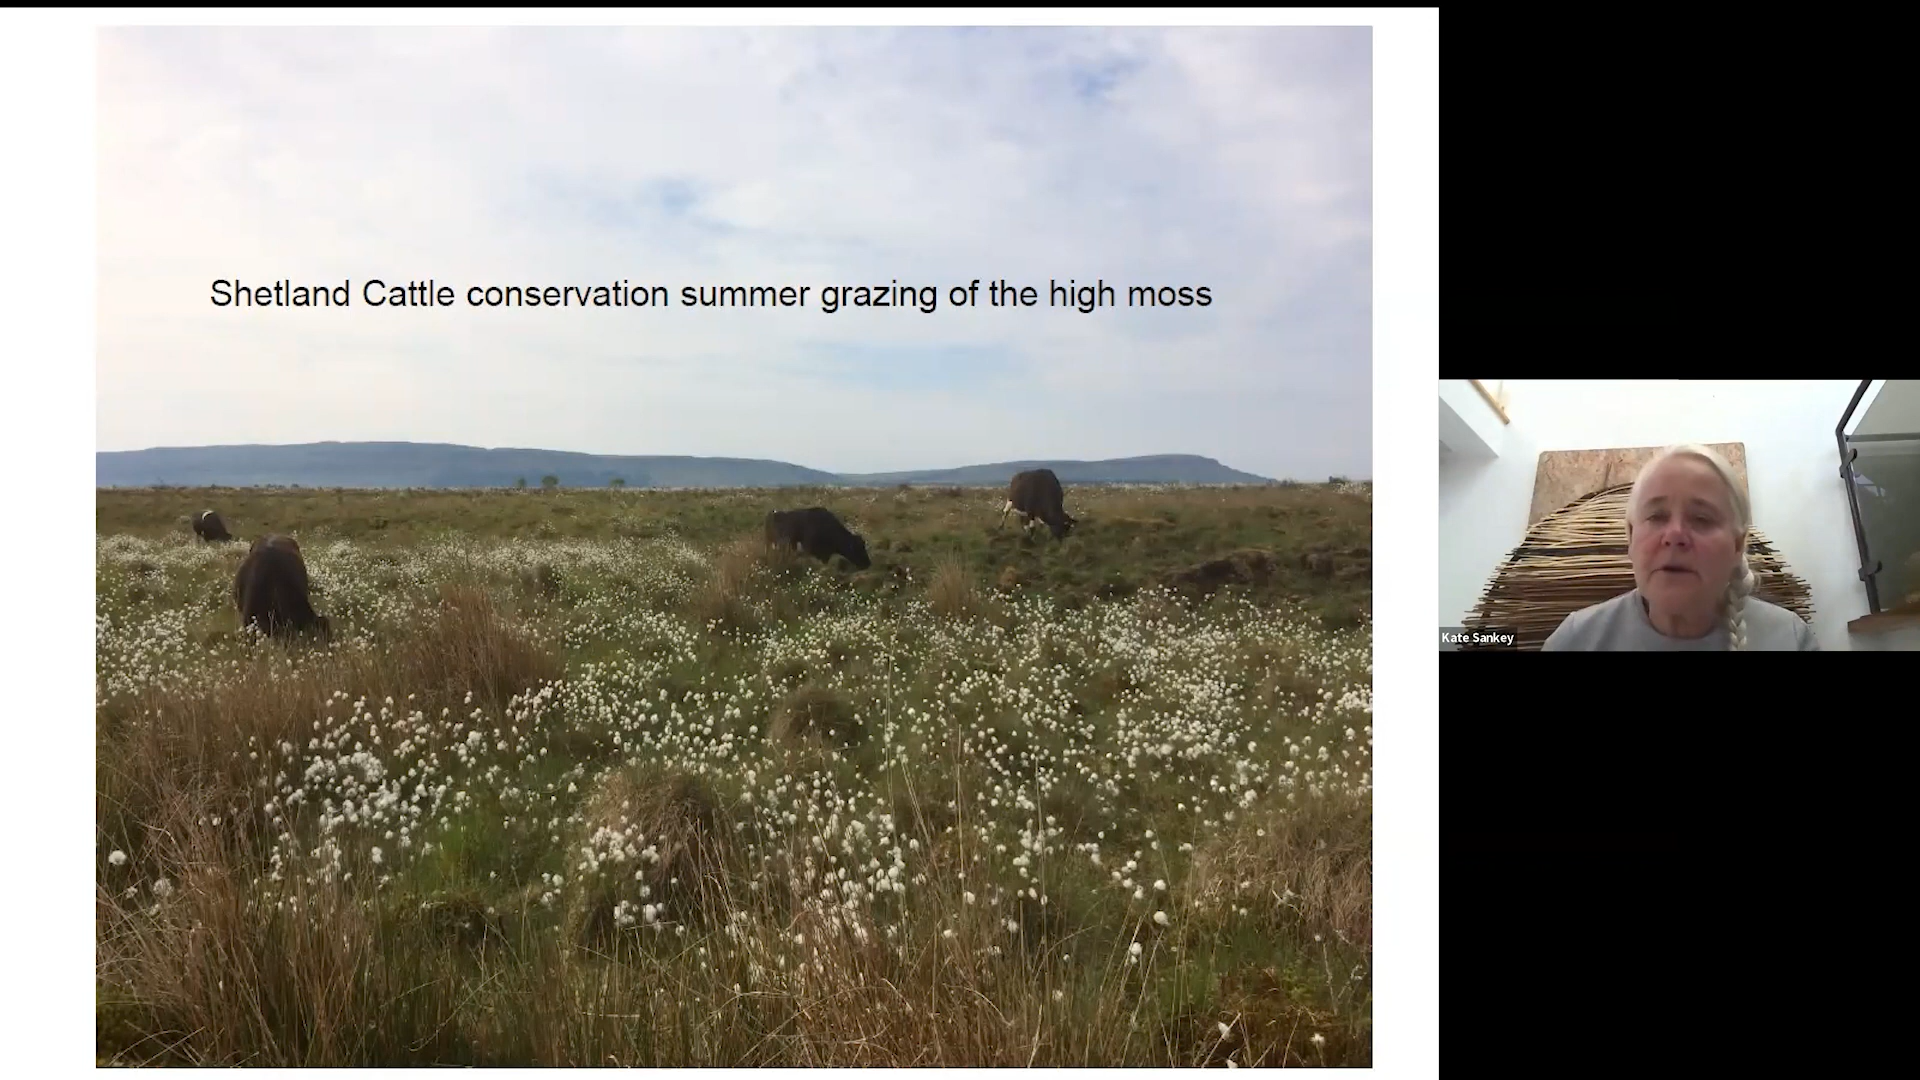 Shetland Cattle conservation summer grazing of the high moss
Kate Sankey